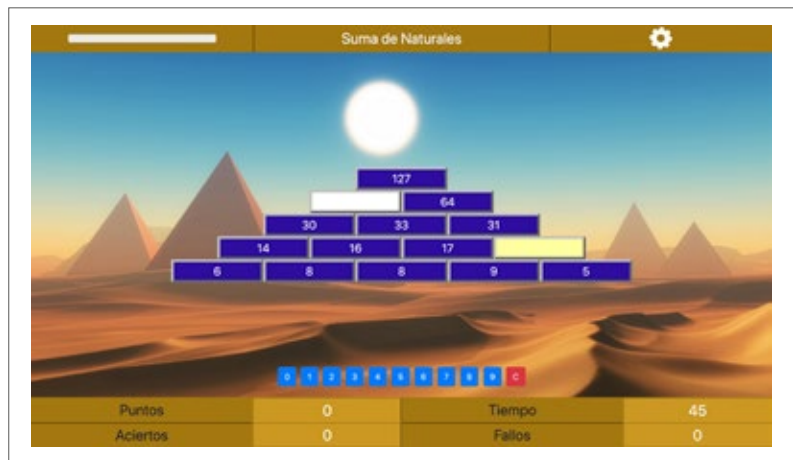 Suma de Naturales
127
64
30 33 31
14 16 17
6 8 8 9 5
0 1 2 3 4 5 6 7 8 9 C
Puntos 0 Tiempo 45
Aciertos 0 Fallos 0